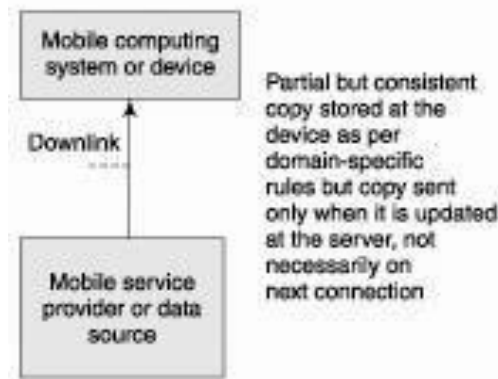 Mobile computing
system or device
Downlink
Partial but consistent
copy stored at the
device as per
domain-specific
rules but copy sent
only when it is updated
at the server, not
necessarily on
next connection
Mobile service
provider or data
source